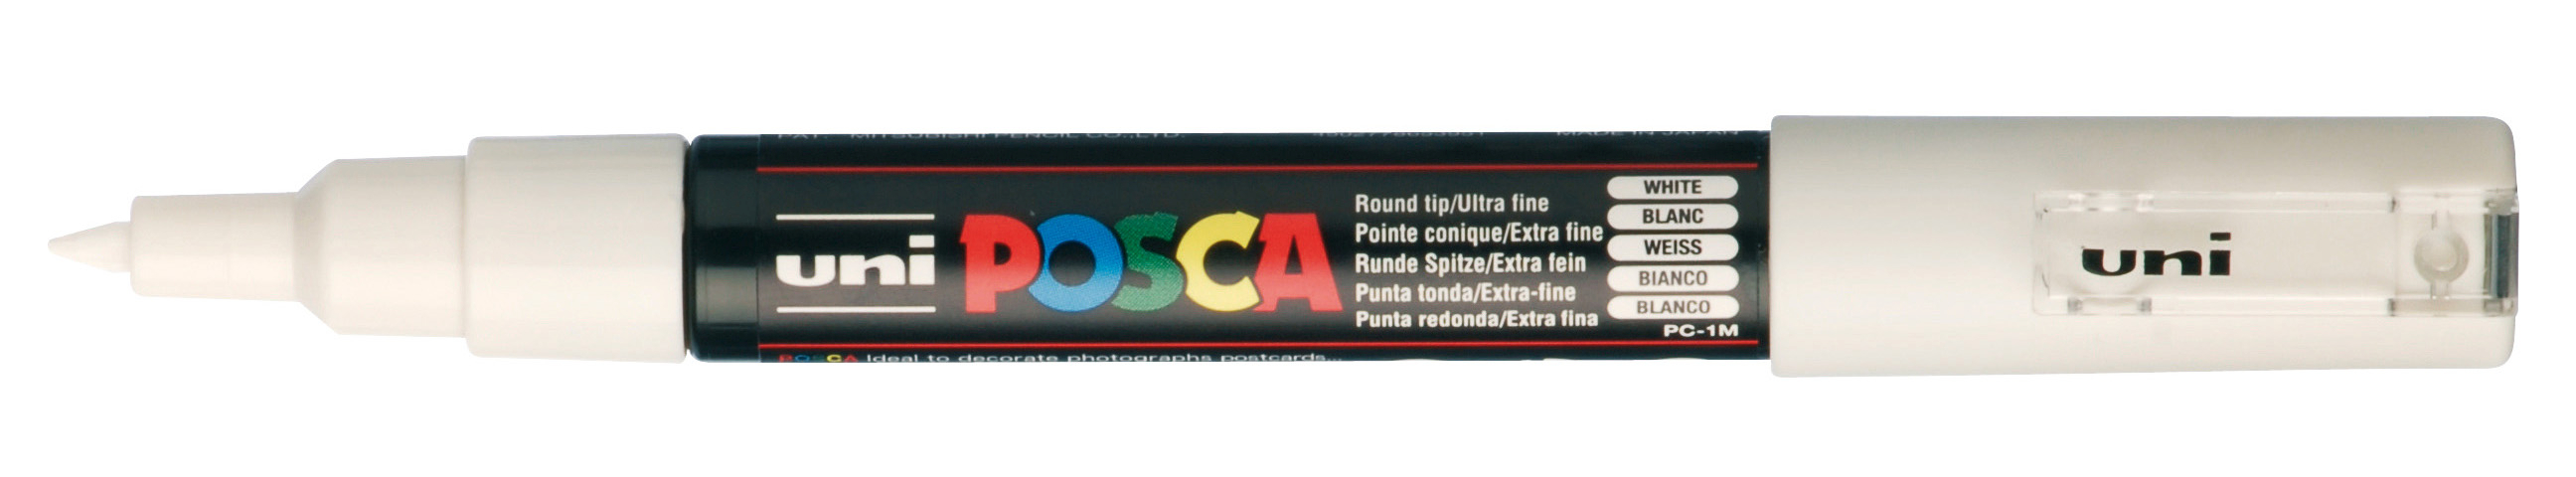 PAT. MITSUBISHI PENCIL CO.,LTD. MADE IN JAPAN
uni POSCA
Round tip/Ultra fine
Pointe conique/Extra fine
Runde Spitze/Extra fein
Punta tonda/Extra-fine
Punta redonda/Extra fina
WHITE
BLANC
WEISS
BIANCO
BLANCO
PC-1M
POSCA Ideal to decorate photographs postcards...
uni